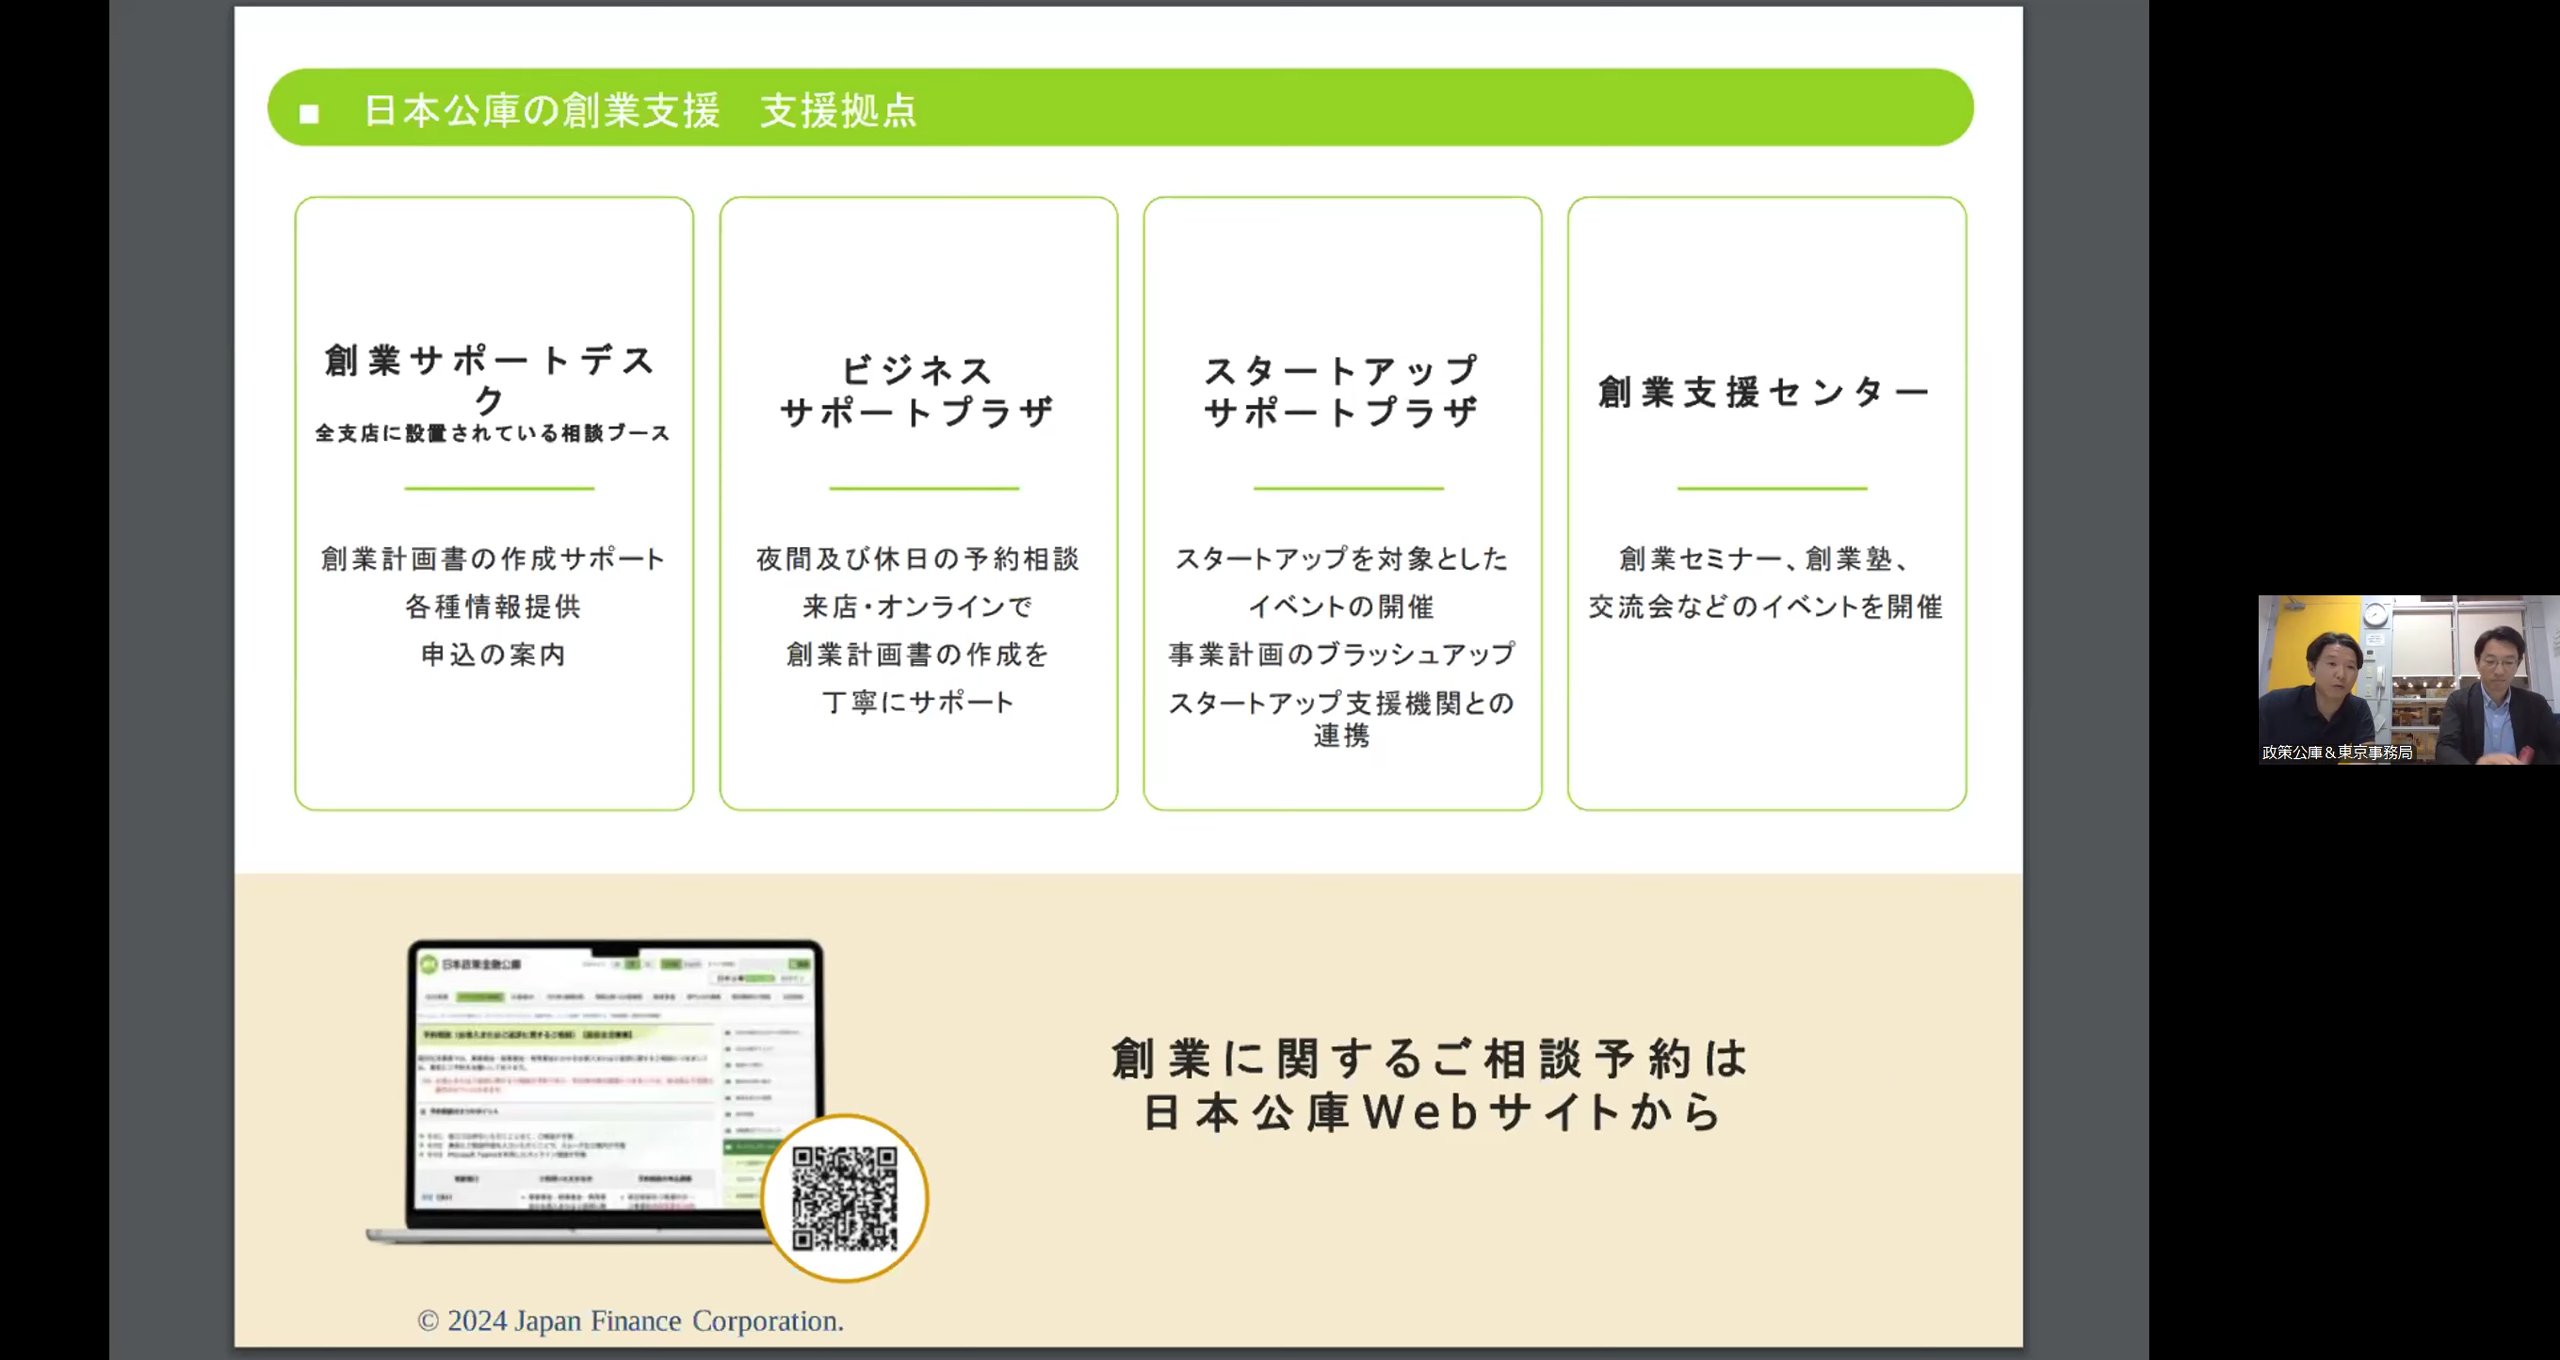 ■ 日本公庫の創業支援　支援拠点
創業サポートデス
ク
全支店に設置されている相談ブース
創業計画書の作成サポート
各種情報提供
申込の案内
ビジネス
サポートプラザ
夜間及び休日の予約相談
来店・オンラインで
創業計画書の作成を
丁寧にサポート
スタートアップ
サポートプラザ
スタートアップを対象とした
イベントの開催
事業計画のブラッシュアップ
スタートアップ支援機関との
連携
創業支援センター
創業セミナー、創業塾、
交流会などのイベントを開催
日本政策金融公庫
創業に関するご相談予約は
日本公庫Webサイトから
© 2024 Japan Finance Corporation.
政策公庫＆東京事務局